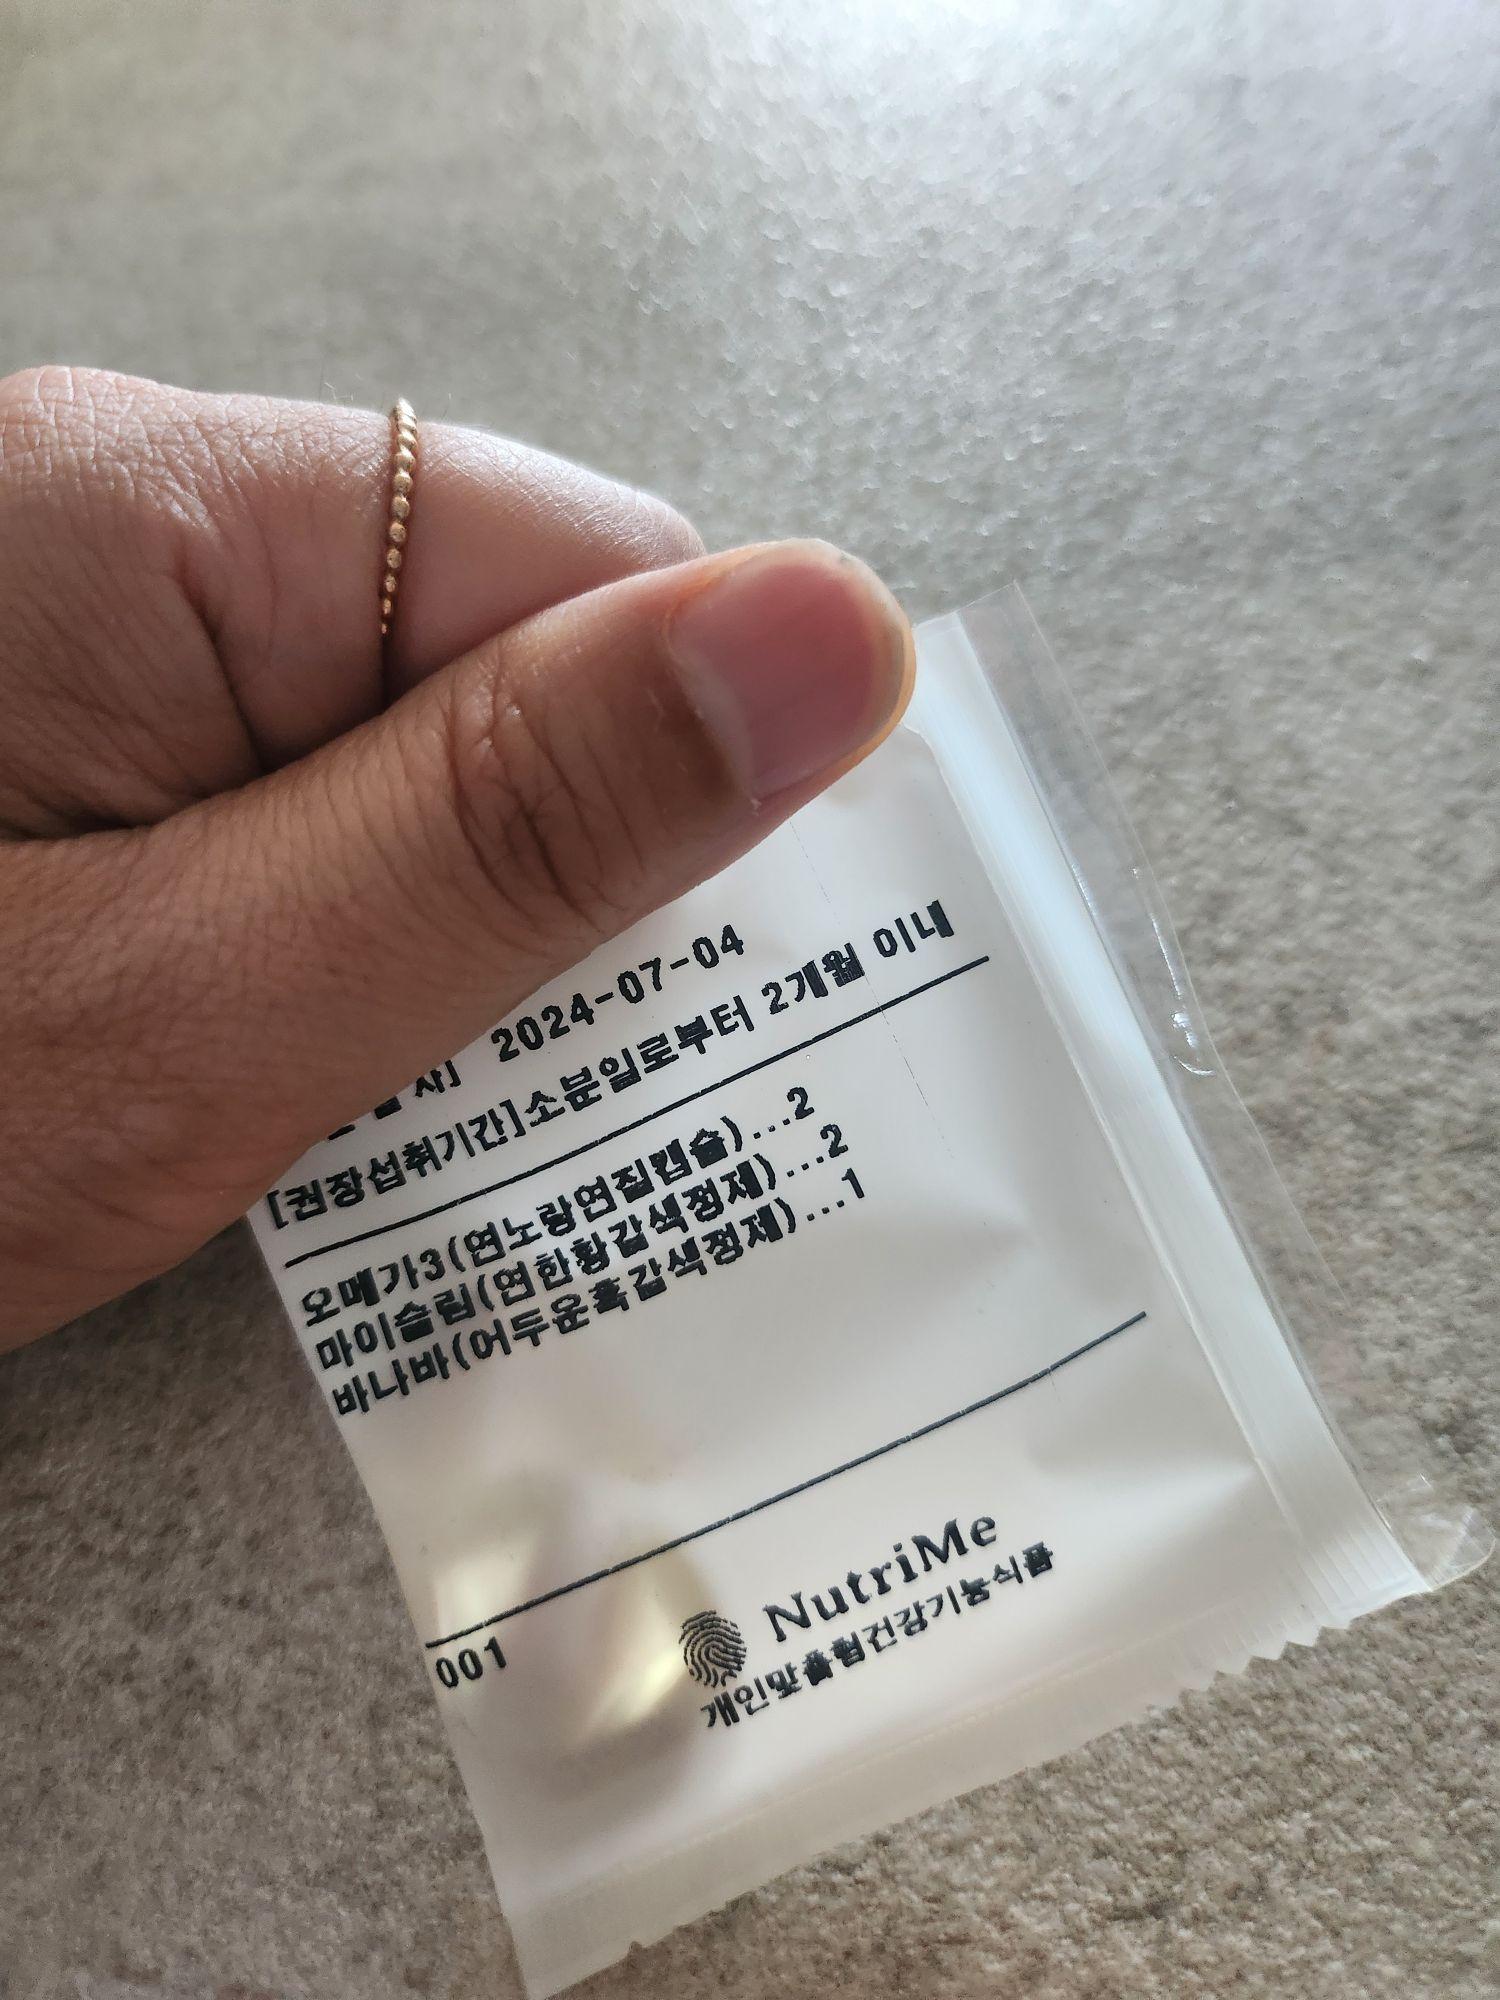 2024-07-04
[권장섭취기간]소분일로부터 2개월 이내
오메가3(연노랑연질캡슐)...2
마이슬림(연한황갈색정제)...2
바나바(어두운흑갈색정제)...1
001
NutriMe
개인맞춤형건강기능식품